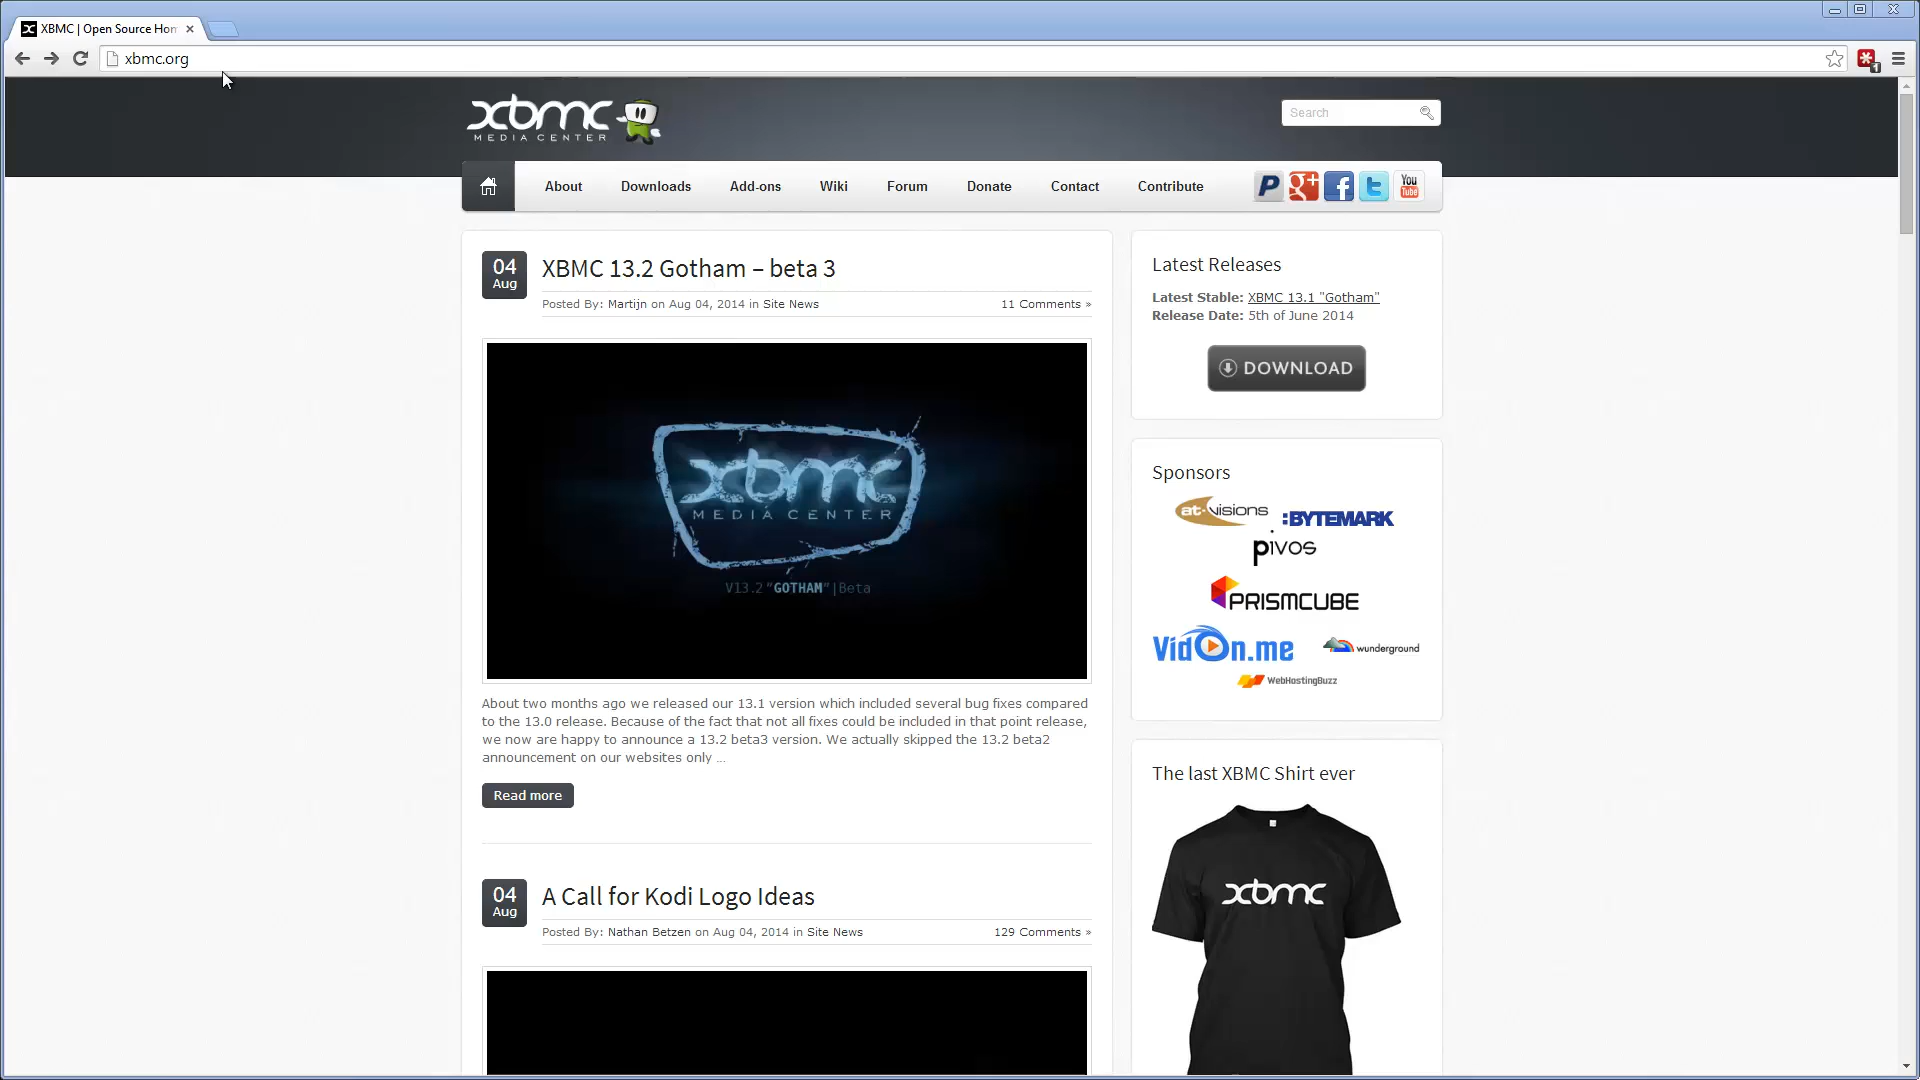 XBMC | Open Source Hom
xbmc.org
xbmc
MEDIA CENTER
Search
About
Downloads
Add-ons
Wiki
Forum
Donate
Contact
Contribute
You
Tube
04
Aug
XBMC 13.2 Gotham – beta 3
Posted By: Martijn on Aug 04, 2014 in Site News
11 Comments »
xbmc
MEDIA CENTER
V13.2 "GOTHAM" | Beta
About two months ago we released our 13.1 version which included several bug fixes compared
to the 13.0 release. Because of the fact that not all fixes could be included in that point release,
we now are happy to announce a 13.2 beta3 version. We actually skipped the 13.2 beta2
announcement on our websites only ...
Read more
04
Aug
A Call for Kodi Logo Ideas
Posted By: Nathan Betzen on Aug 04, 2014 in Site News
129 Comments »
Latest Releases
Latest Stable: XBMC 13.1 "Gotham"
Release Date: 5th of June 2014
DOWNLOAD
Sponsors
at-visions
:BYTEMARK
pivos
PRISMCUBE
VidOn.me
wunderground
WebHostingBuzz
The last XBMC Shirt ever
xbmc